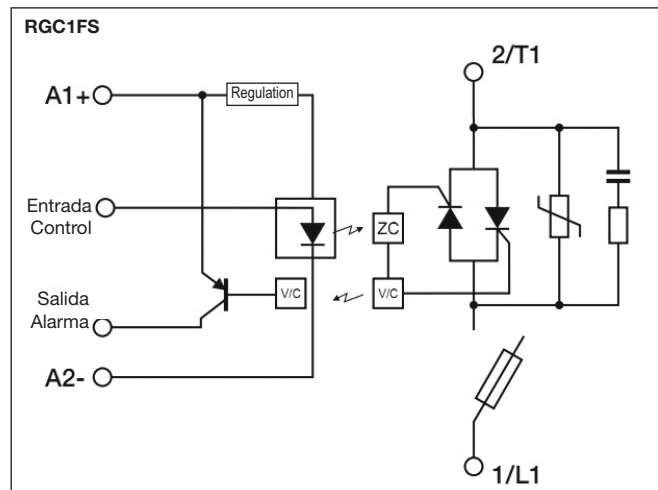 RGC1FS
2/T1
A1+
Regulation
Entrada
Control
ZC
V/C
V/C
Salida
Alarma
A2-
1/L1